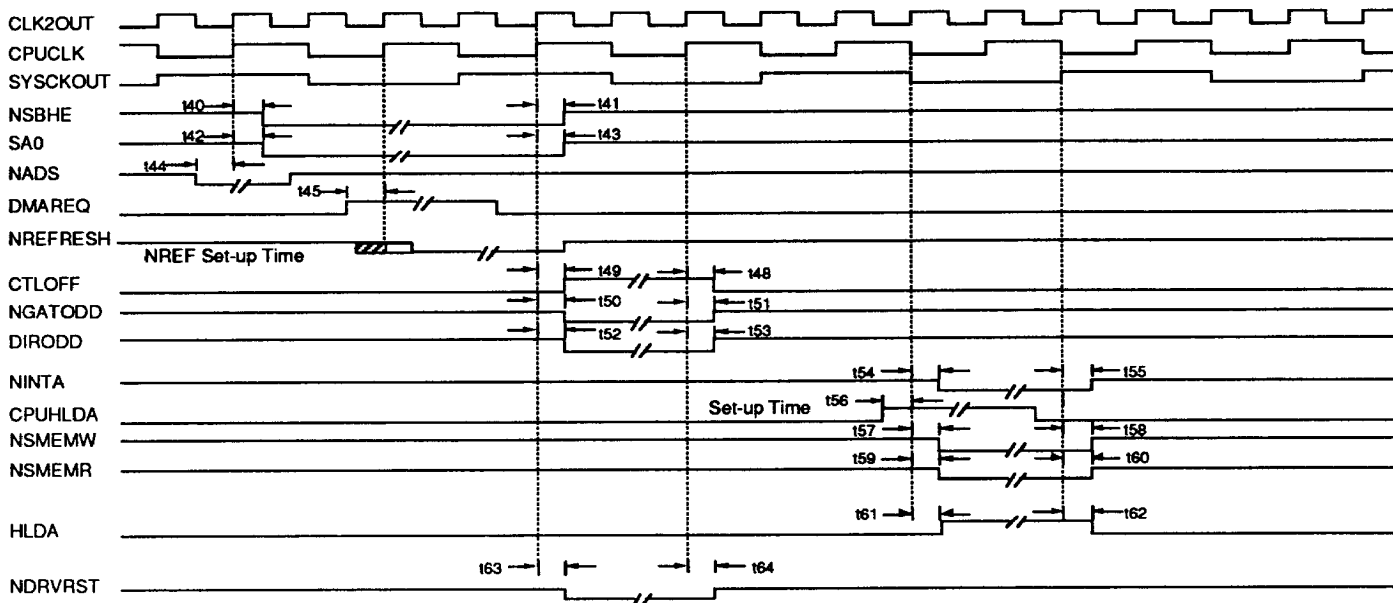 CLK2OUT
CPUCLK
SYSCKOUT
t40
t41
NSBHE
t42
t43
SA0
t44
NADS
t45
DMAREQ
NREFRESH
NREF Set-up Time
t49
t48
CTLOFF
t50
t51
NGATODD
t52
t53
DIRODD
t54
t55
NINTA
t56
Set-up Time
CPUHLDA
t57
t58
NSMEMW
t59
t60
NSMEMR
t61
t62
HLDA
t63
t64
NDRVRST